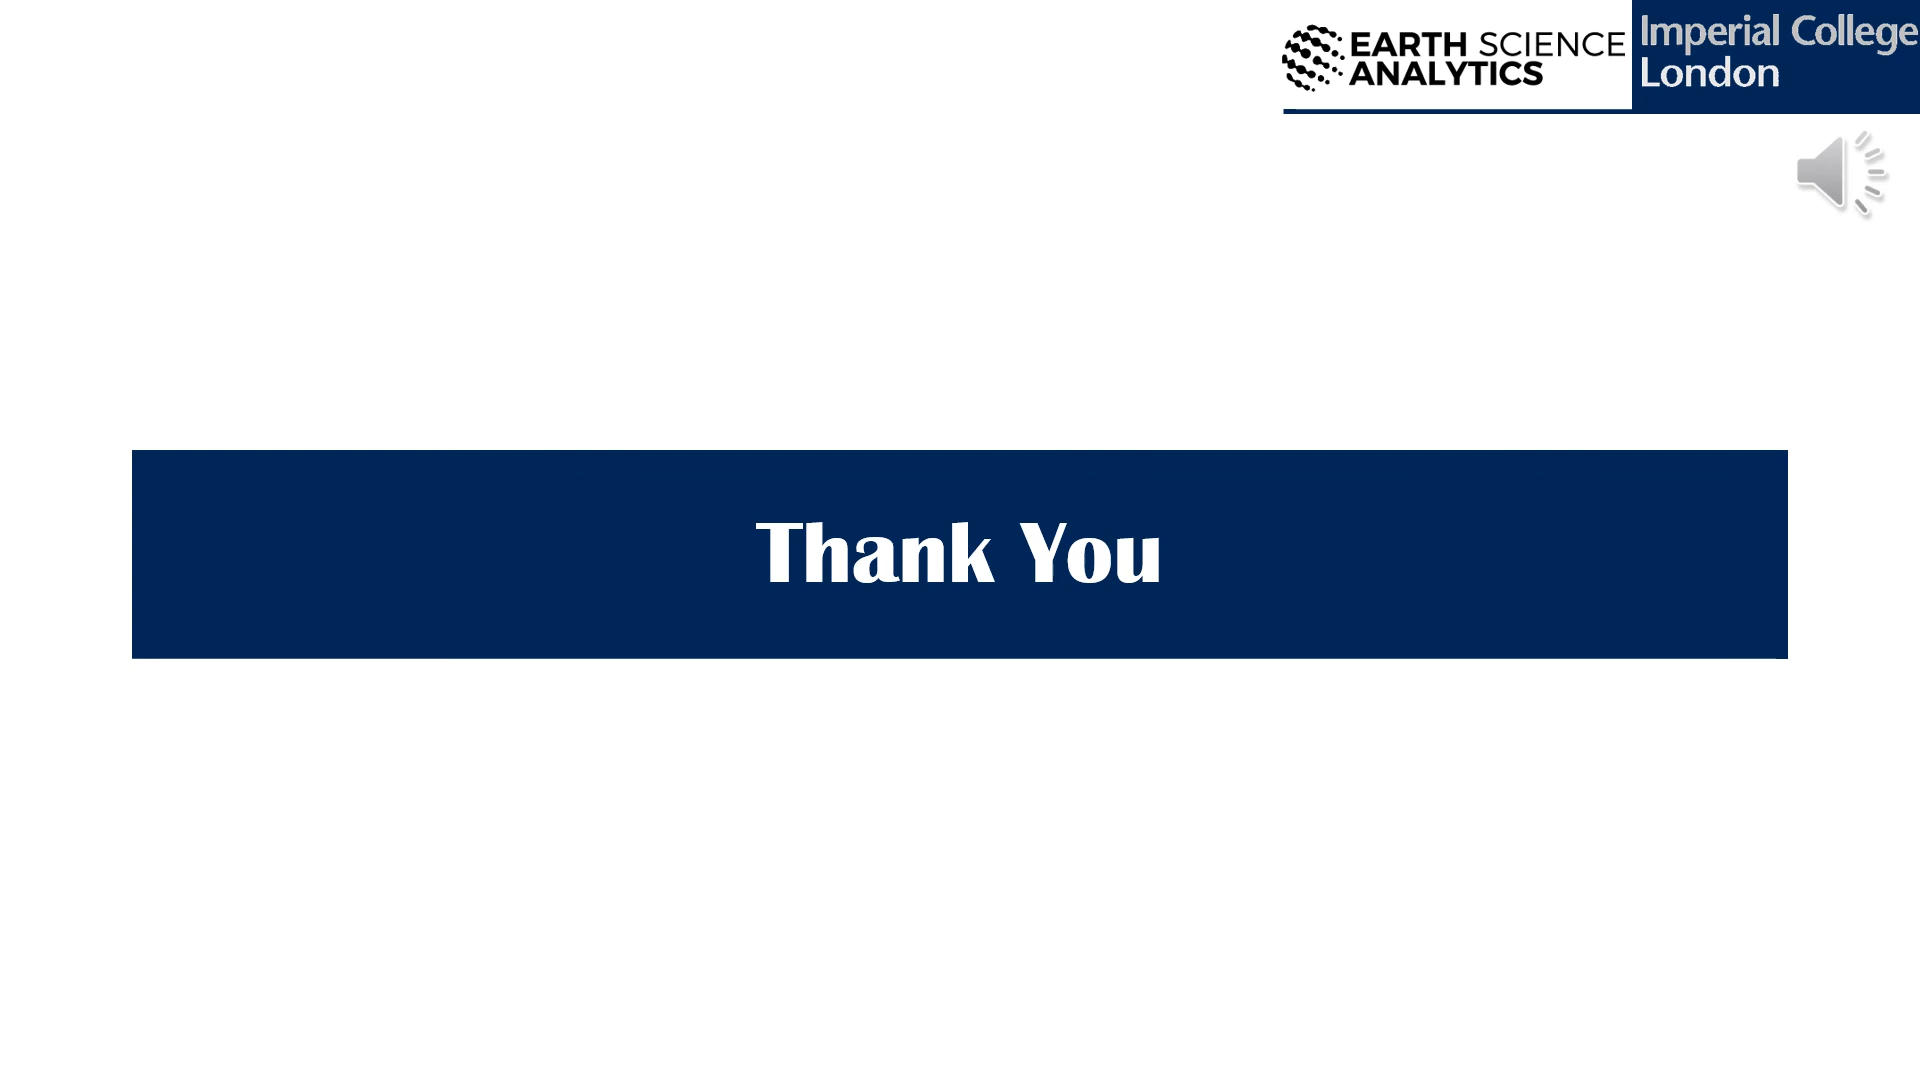 EARTH SCIENCE
ANALYTICS
Imperial College
London
Thank You